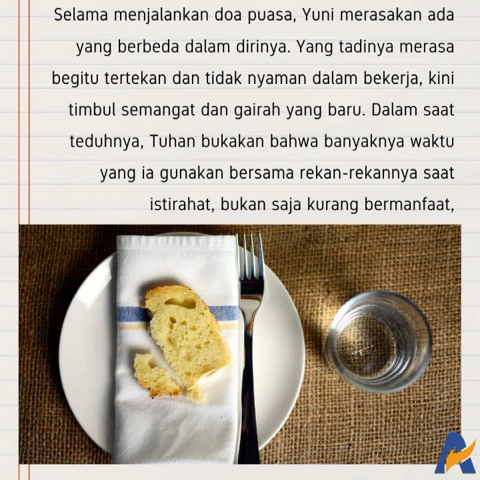 Selama menjalankan doa puasa, Yuni merasakan ada
yang berbeda dalam dirinya. Yang tadinya merasa
begitu tertekan dan tidak nyaman dalam bekerja, kini
timbul semangat dan gairah yang baru. Dalam saat
teduhnya, Tuhan bukakan bahwa banyaknya waktu
yang ia gunakan bersama rekan-rekannya saat
istirahat, bukan saja kurang bermanfaat,